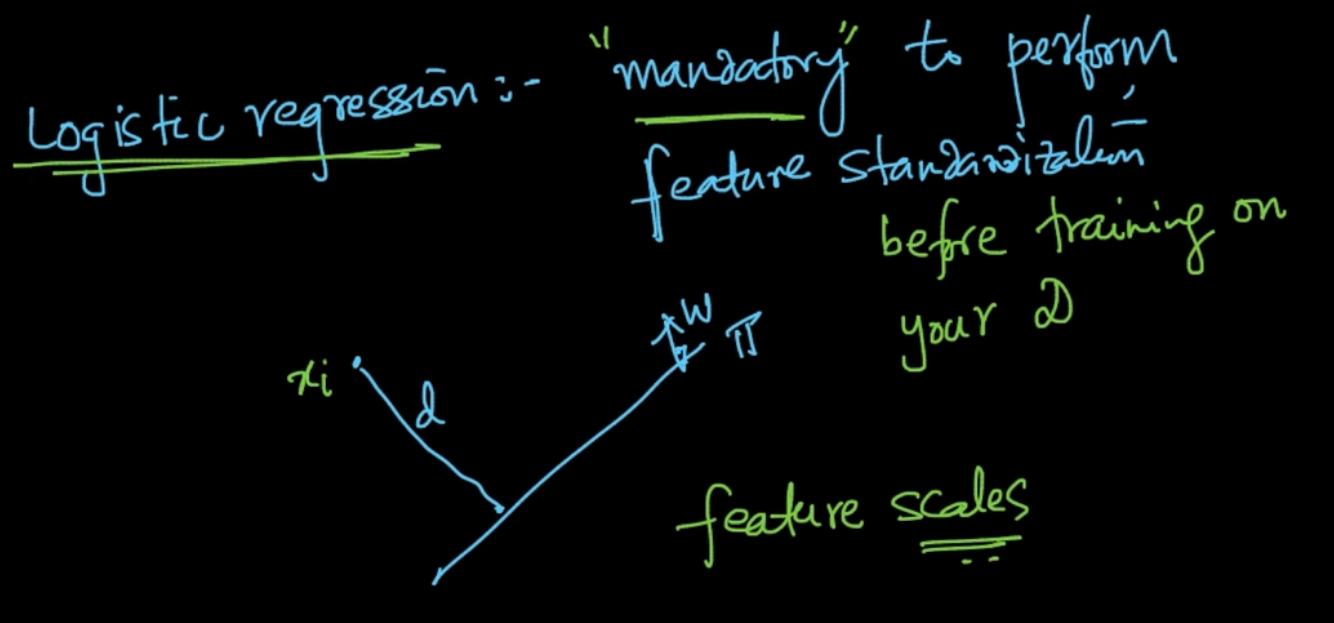 Logistic regression :- "mandatory" to perform
feature standardization
before training on
your D
xi
d
w
π
feature scales